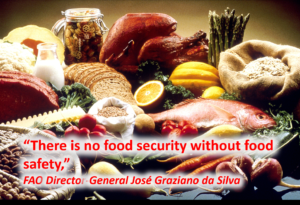 “There is no food security without food
safety,”
FAO Director General José Graziano da Silva